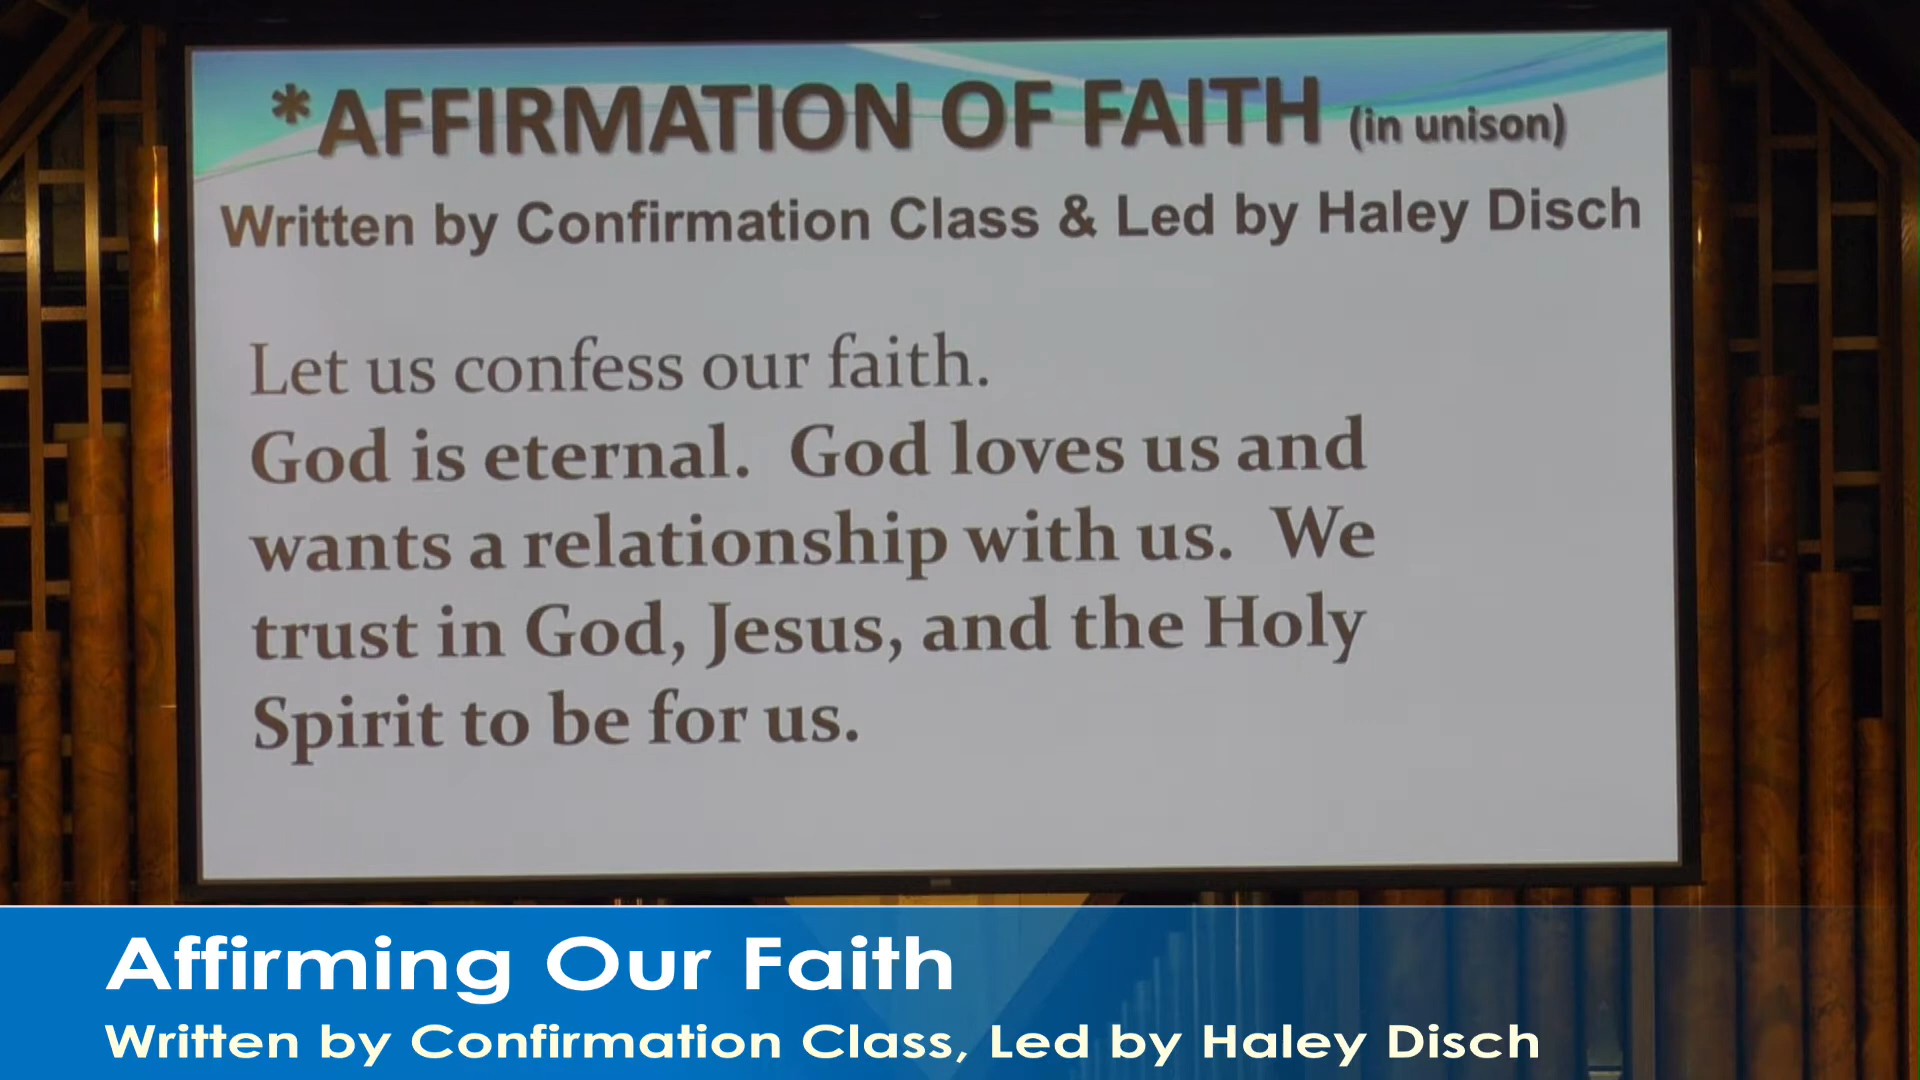 *AFFIRMATION OF FAITH (in unison)
Written by Confirmation Class & Led by Haley Disch
Let us confess our faith.
God is eternal.  God loves us and
wants a relationship with us.  We
trust in God, Jesus, and the Holy
Spirit to be for us.
Affirming Our Faith
Written by Confirmation Class, Led by Haley Disch